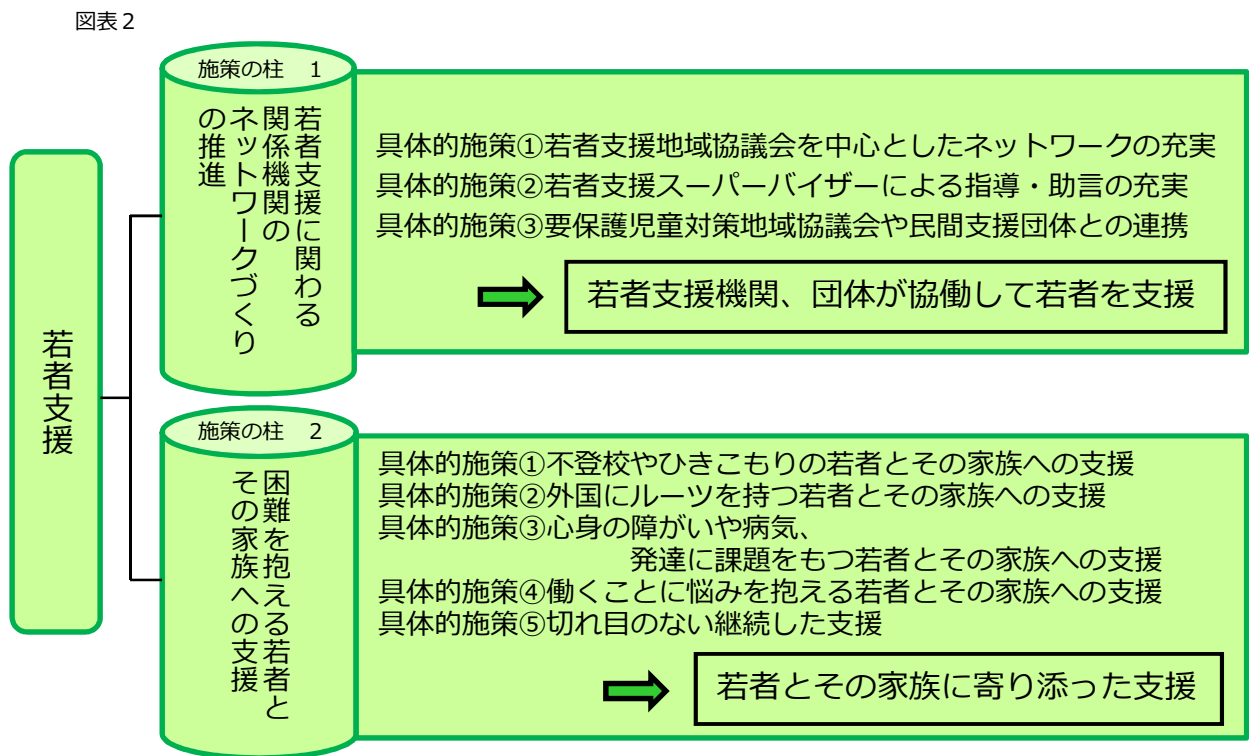 図表２
若者支援
施策の柱　1
若者支援に関わる
関係機関の
ネットワークづくり
の推進
具体的施策①若者支援地域協議会を中心としたネットワークの充実
具体的施策②若者支援スーパーバイザーによる指導・助言の充実
具体的施策③要保護児童対策地域協議会や民間支援団体との連携
若者支援機関、団体が協働して若者を支援
施策の柱　2
困難を抱える若者と
その家族への支援
具体的施策①不登校やひきこもりの若者とその家族への支援
具体的施策②外国にルーツを持つ若者とその家族への支援
具体的施策③心身の障がいや病気、
発達に課題をもつ若者とその家族への支援
具体的施策④働くことに悩みを抱える若者とその家族への支援
具体的施策⑤切れ目のない継続した支援
若者とその家族に寄り添った支援